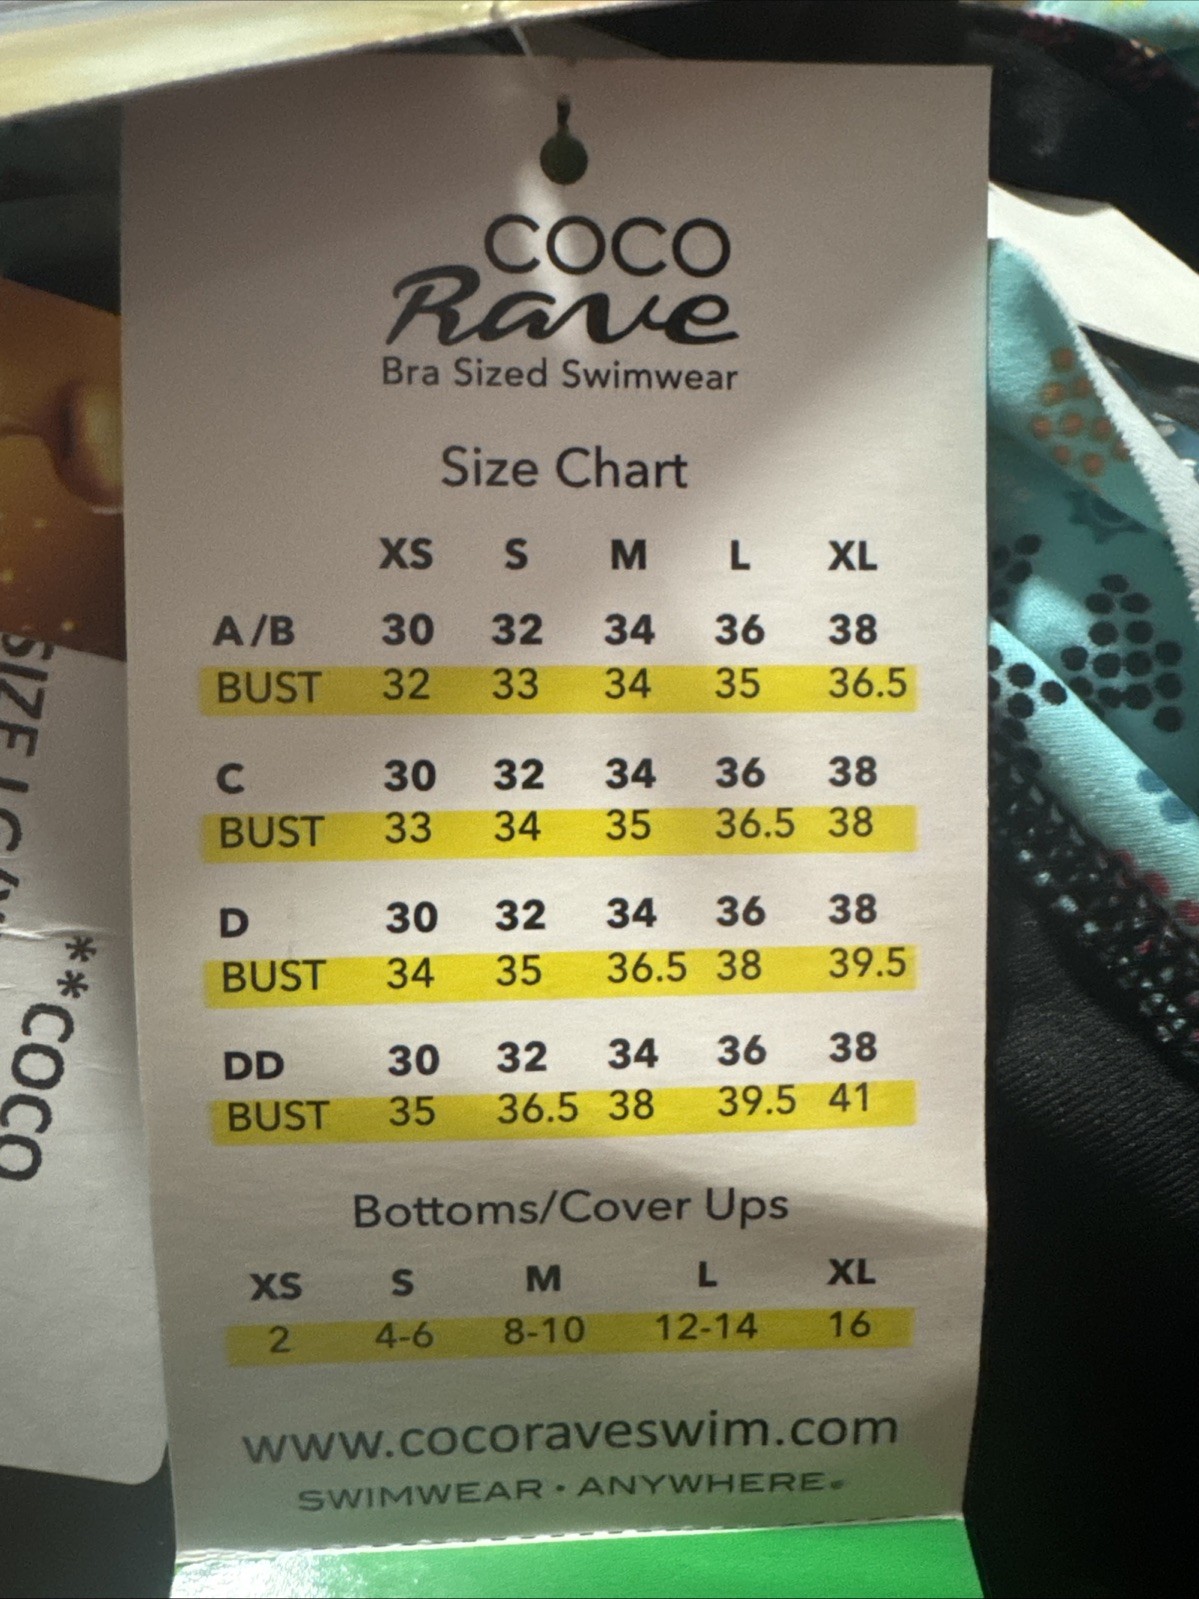 COCO
Rave
Bra Sized Swimwear
Size Chart
XS S M L XL
A/B 30 32 34 36 38
BUST 32 33 34 35 36.5
C 30 32 34 36 38
BUST 33 34 35 36.5 38
D 30 32 34 36 38
BUST 34 35 36.5 38 39.5
DD 30 32 34 36 38
BUST 35 36.5 38 39.5 41
Bottoms/Cover Ups
XS S M L XL
2 4-6 8-10 12-14 16
www.cocoraveswim.com
SWIMWEAR • ANYWHERE®
SIZE
**COCO